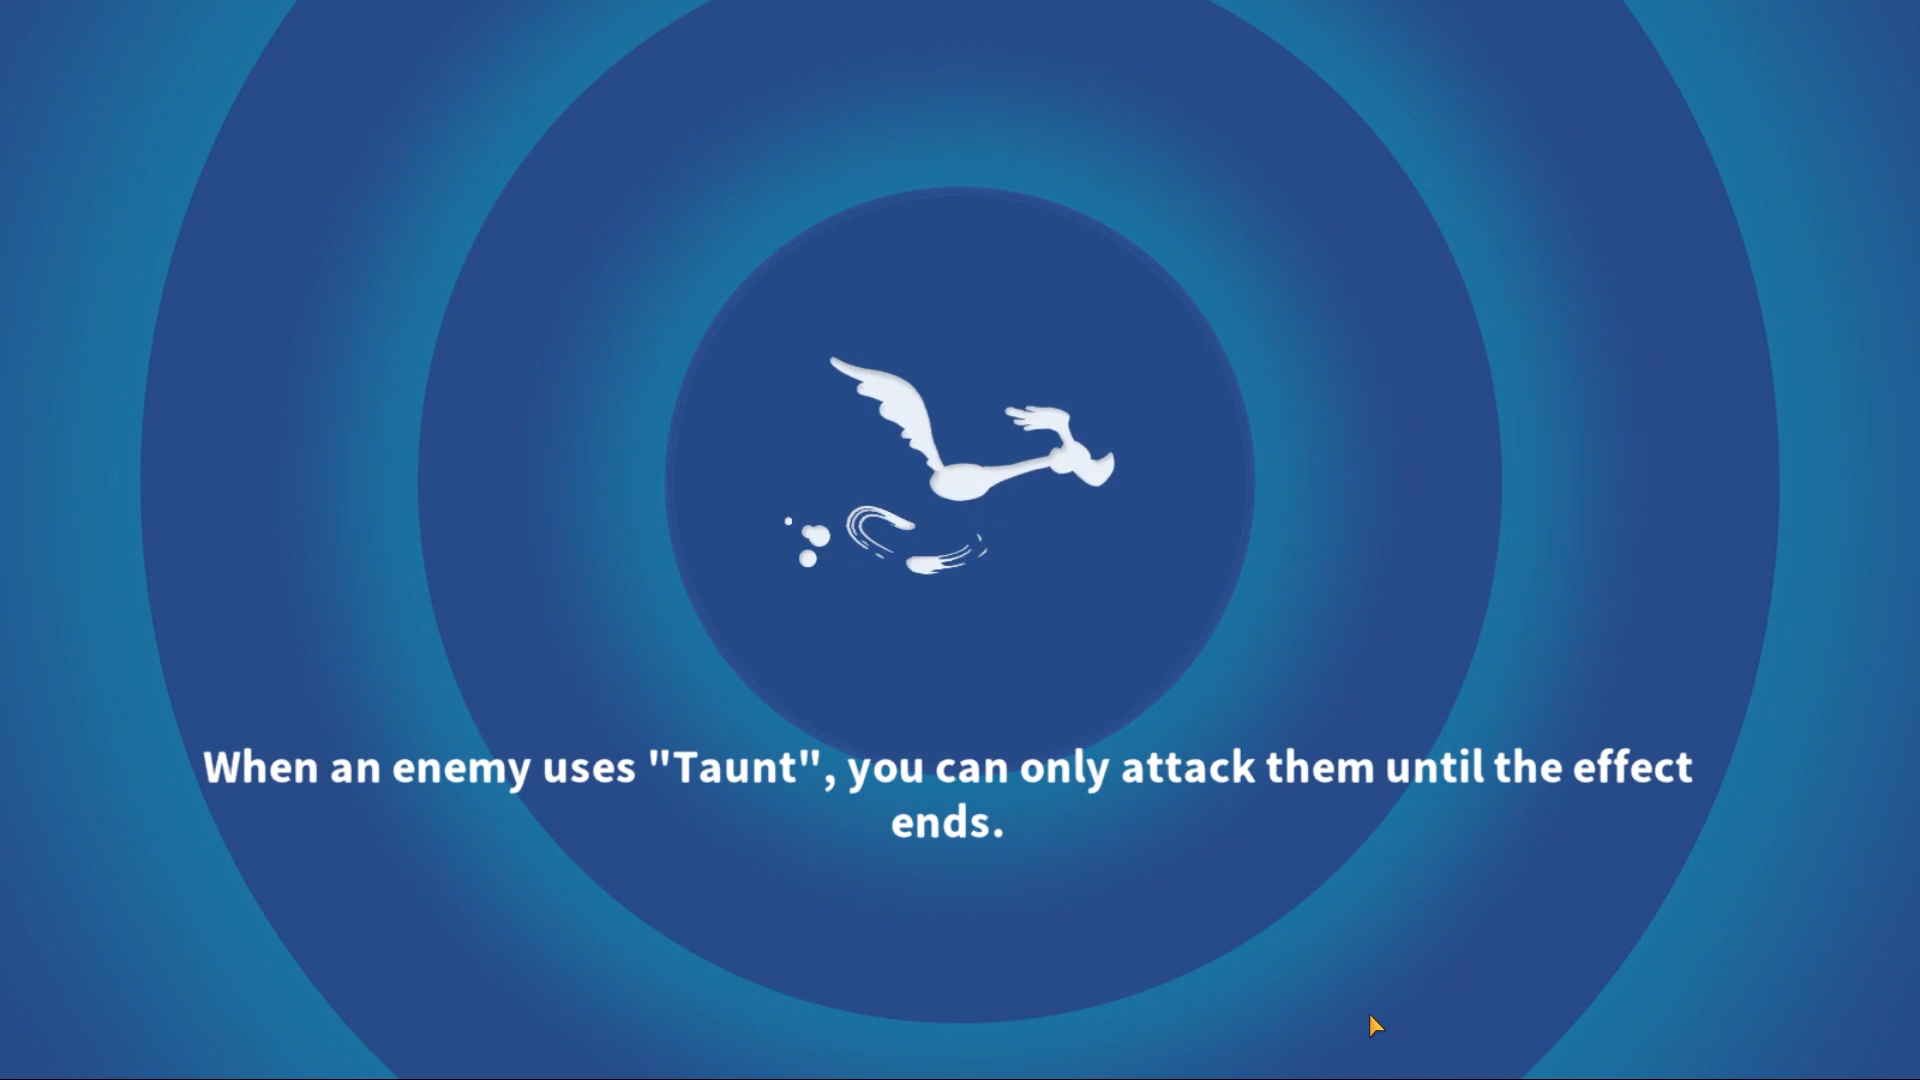 When an enemy uses "Taunt", you can only attack them until the effect
ends.